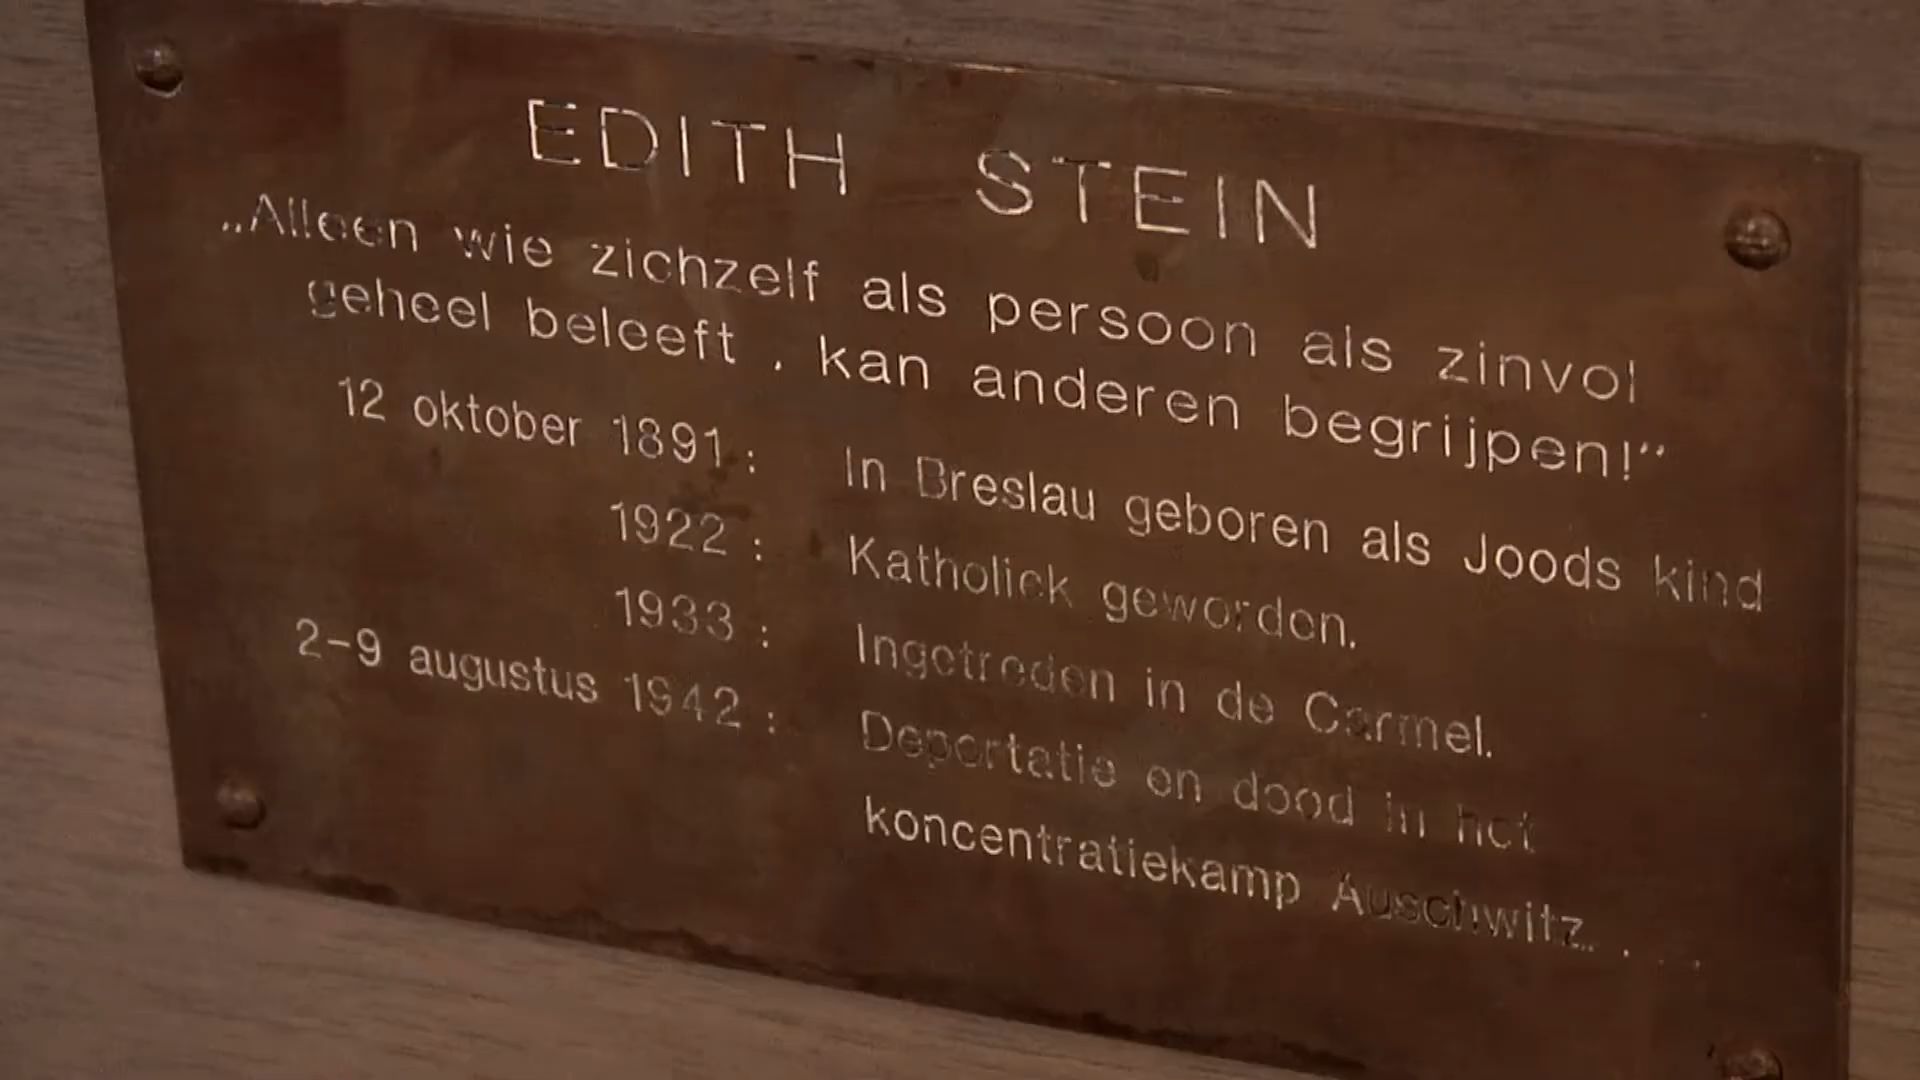 EDITH STEIN
„Alleen wie zichzelf als persoon als zinvol
geheel beleeft, kan anderen begrijpen!”
12 oktober 1891: In Breslau geboren als Joods kind
1922: Katholiek geworden.
1933: Ingetreden in de Carmel.
2-9 augustus 1942: Deportatie en dood in het
koncentratiekamp Auschwitz...